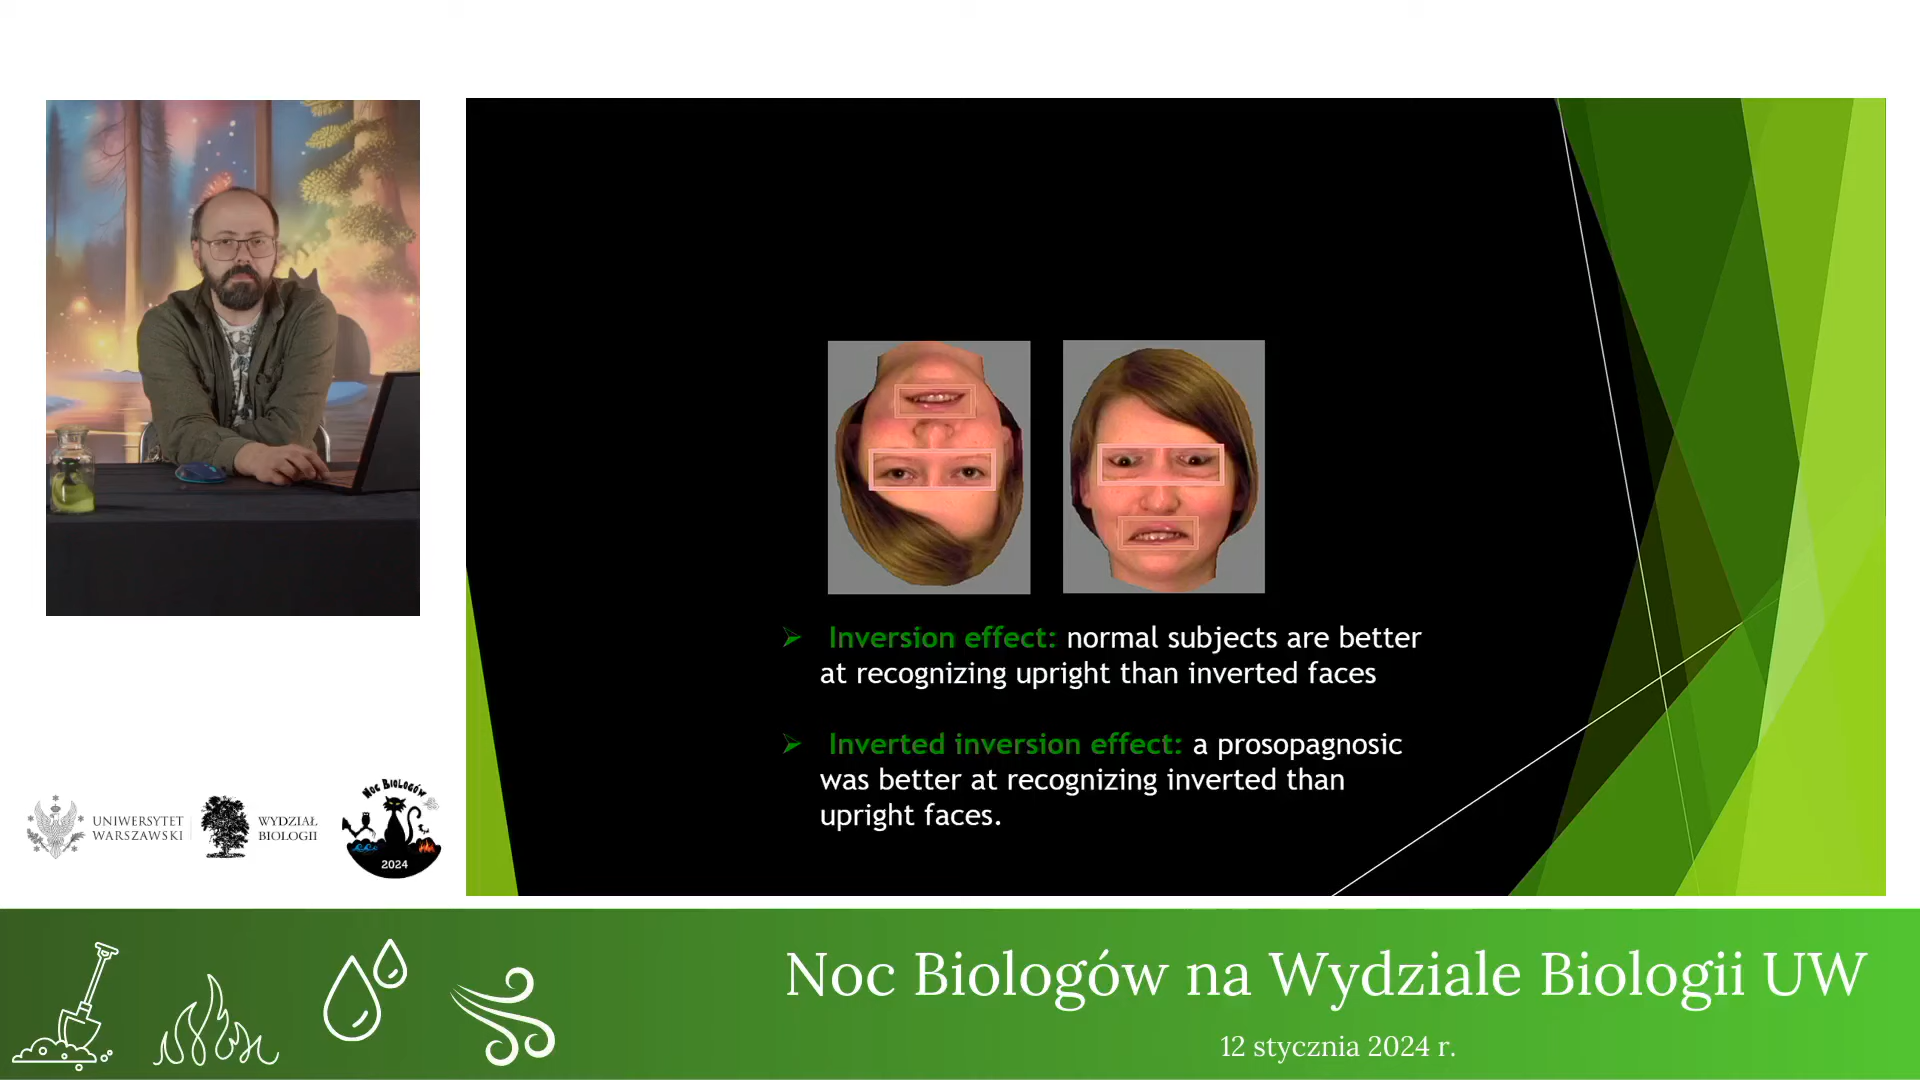 Inversion effect: normal subjects are better
at recognizing upright than inverted faces
Inverted inversion effect: a prosopagnosic
was better at recognizing inverted than
upright faces.
UNIWERSYTET
WARSZAWSKI
WYDZIAŁ
BIOLOGII
NOC BIOLOGÓW
2024
Noc Biologów na Wydziale Biologii UW
12 stycznia 2024 r.